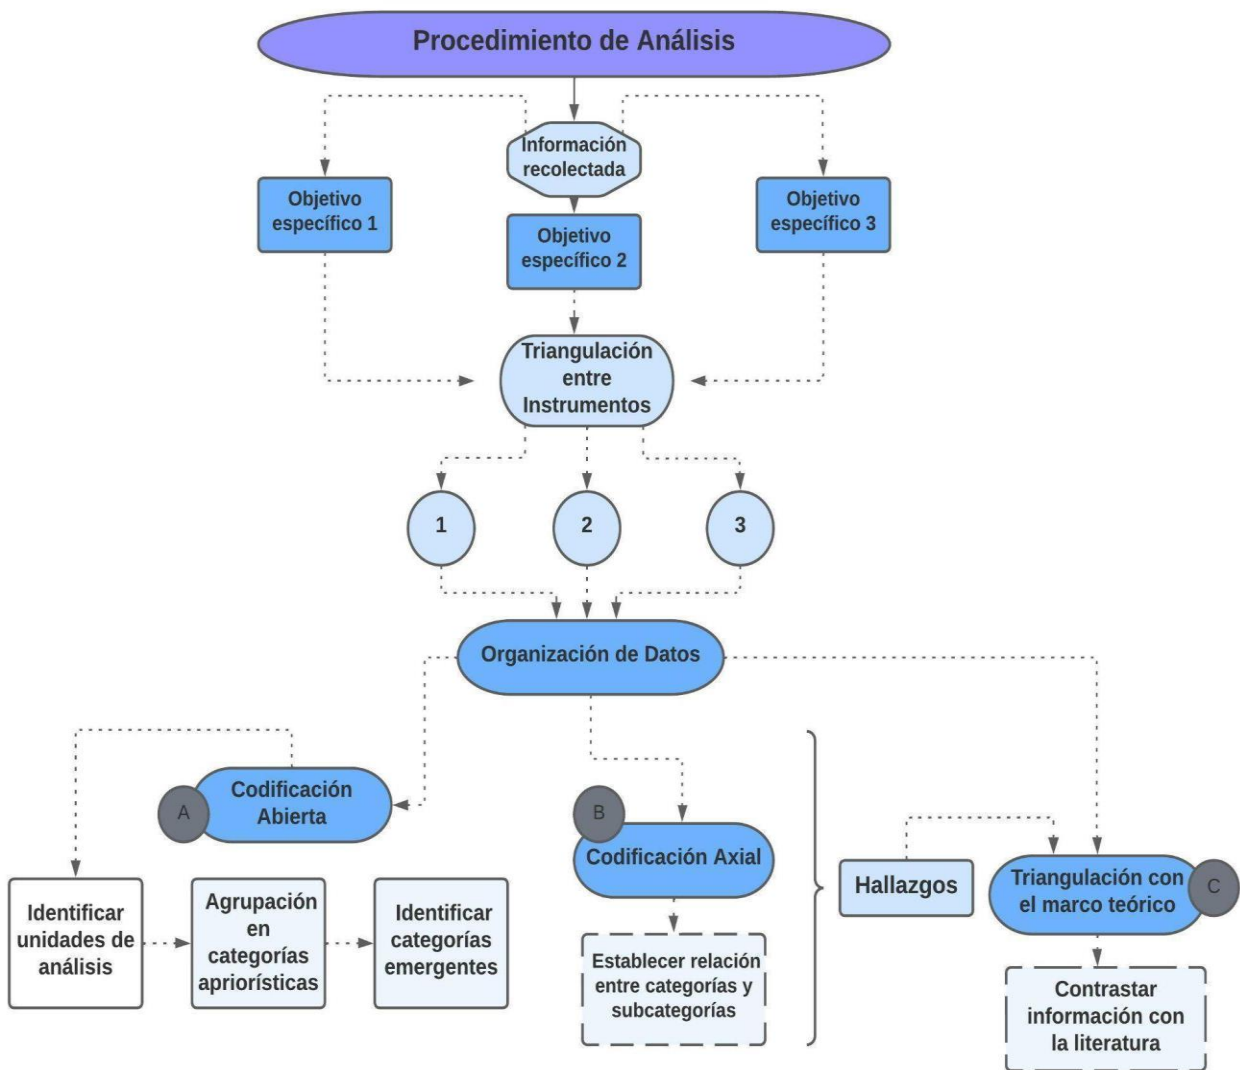 Procedimiento de Análisis
Información
recolectada
Objetivo
específico 1
Objetivo
específico 2
Objetivo
específico 3
Triangulación
entre
Instrumentos
1
2
3
Organización de Datos
A
Codificación
Abierta
B
Codificación Axial
Hallazgos
Triangulación con
el marco teórico
C
Identificar
unidades de
análisis
Agrupación
en
categorías
apriorísticas
Identificar
categorías
emergentes
Establecer relación
entre categorías y
subcategorías
Contrastar
información con
la literatura